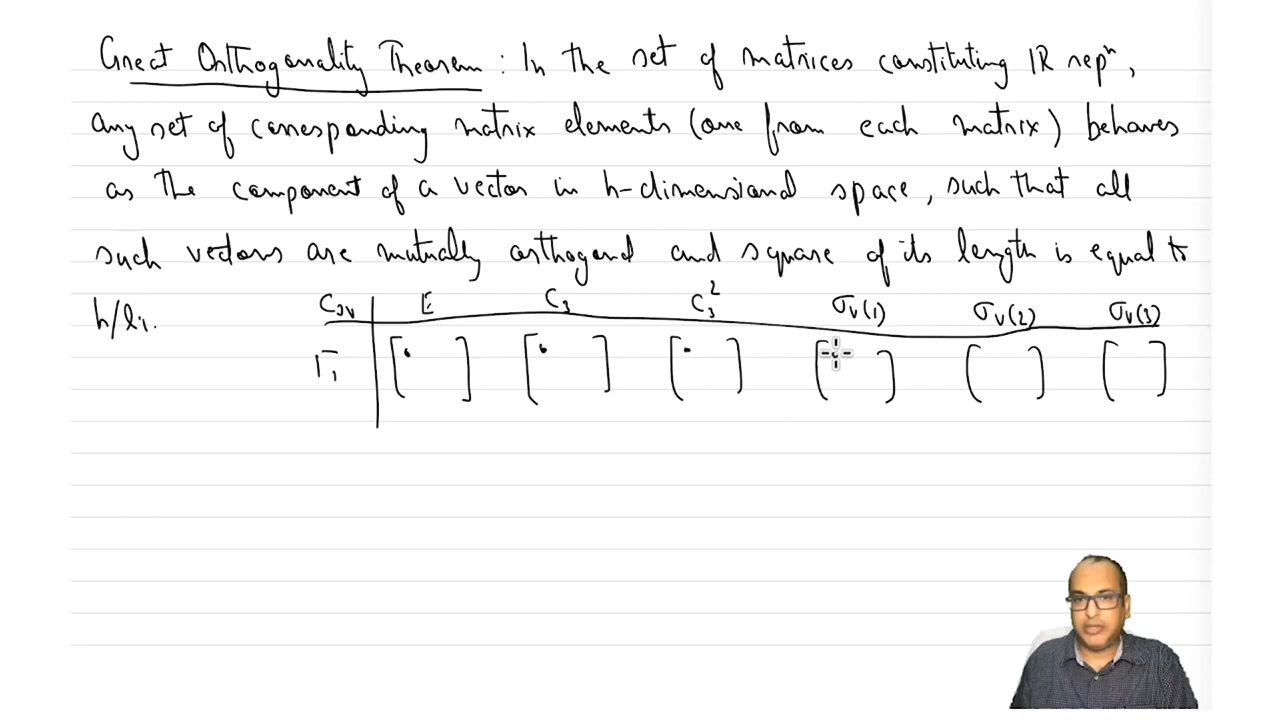 Great Orthogonality Theorem : In the set of matrices constituting IR repⁿ,
any set of corresponding matrix elements (one from each matrix) behaves
as the component of a vector in h-dimensional space, such that all
such vectors are mutually orthogonal and square of its length is equal to
h/li.
C₃ᵥ E C₃ C₃² σᵥ(1) σᵥ(2) σᵥ(3)
Γ₁ [ ] [ ] [ ] [ ] [ ] [ ]